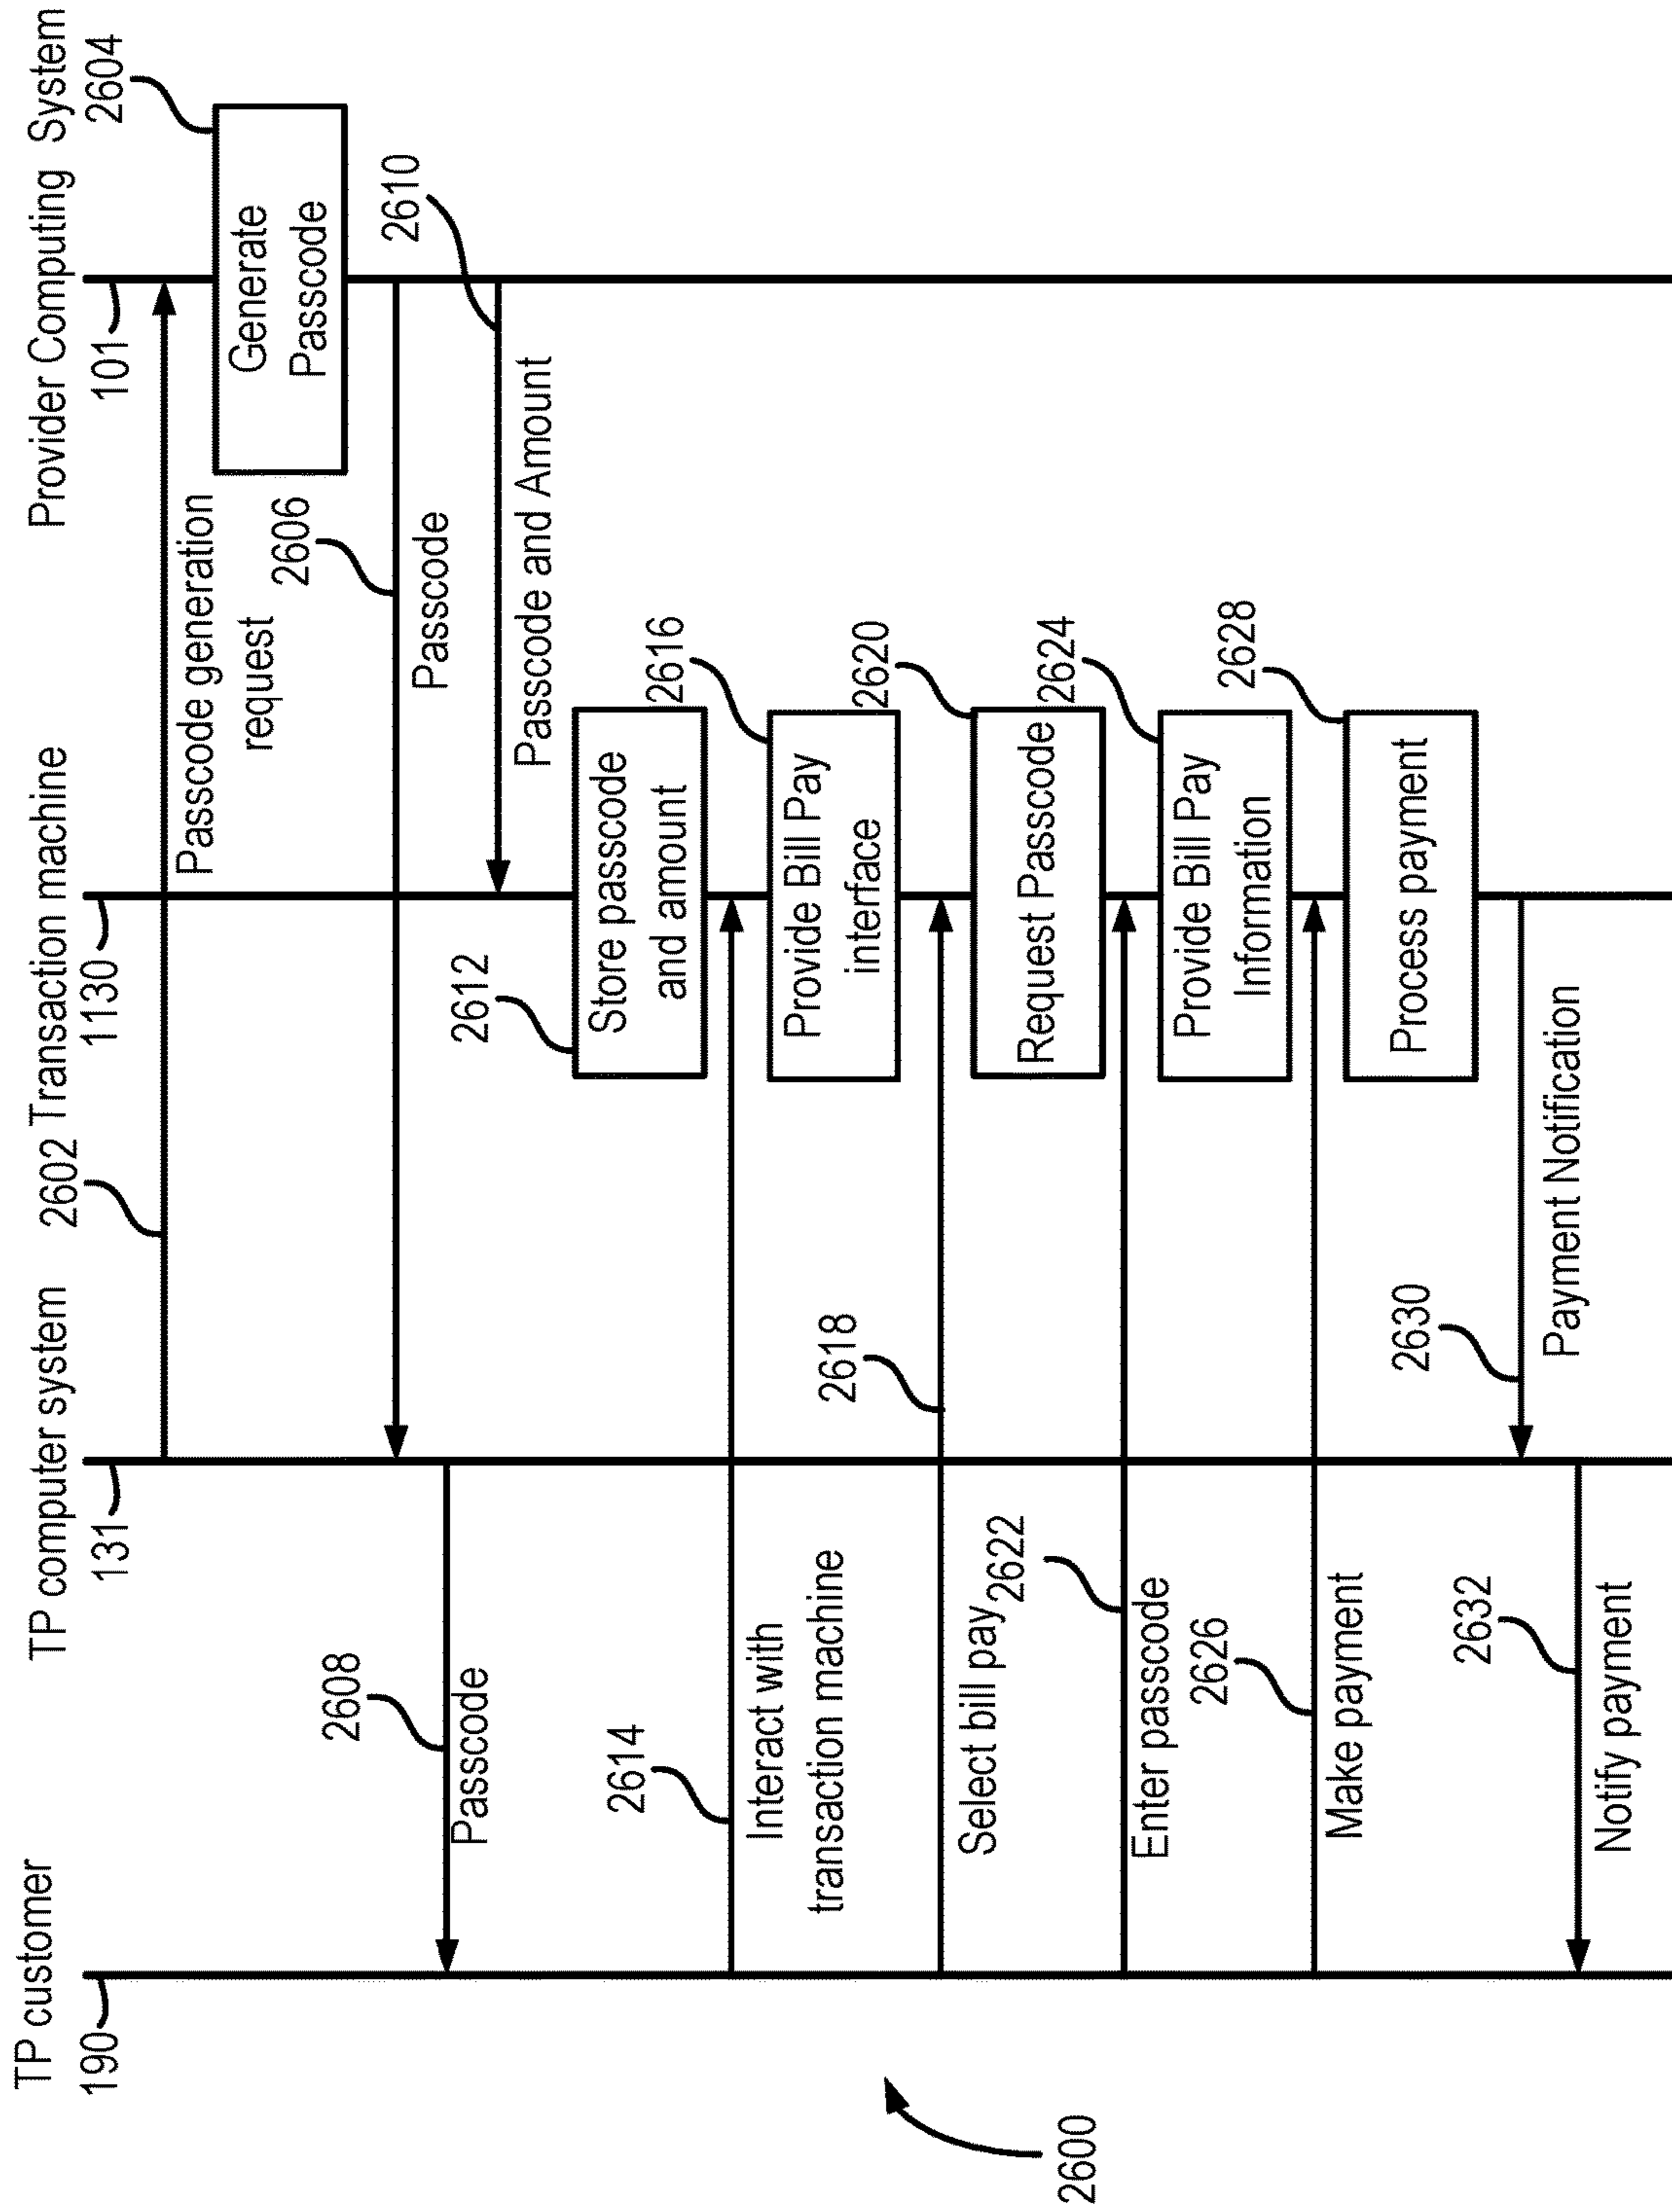 TP customer
190
TP computer system
131
2602
Transaction machine
1130
Provider Computing System
101
Passcode generation
request
2604
Generate
Passcode
2606
Passcode
2608
Passcode
2610
Passcode and Amount
2612
Store passcode
and amount
2614
Interact with
transaction machine
2616
Provide Bill Pay
interface
2618
Select bill pay
2620
Request Passcode
2622
Enter passcode
2624
Provide Bill Pay
Information
2626
Make payment
2628
Process payment
2630
Payment Notification
2632
Notify payment
2600